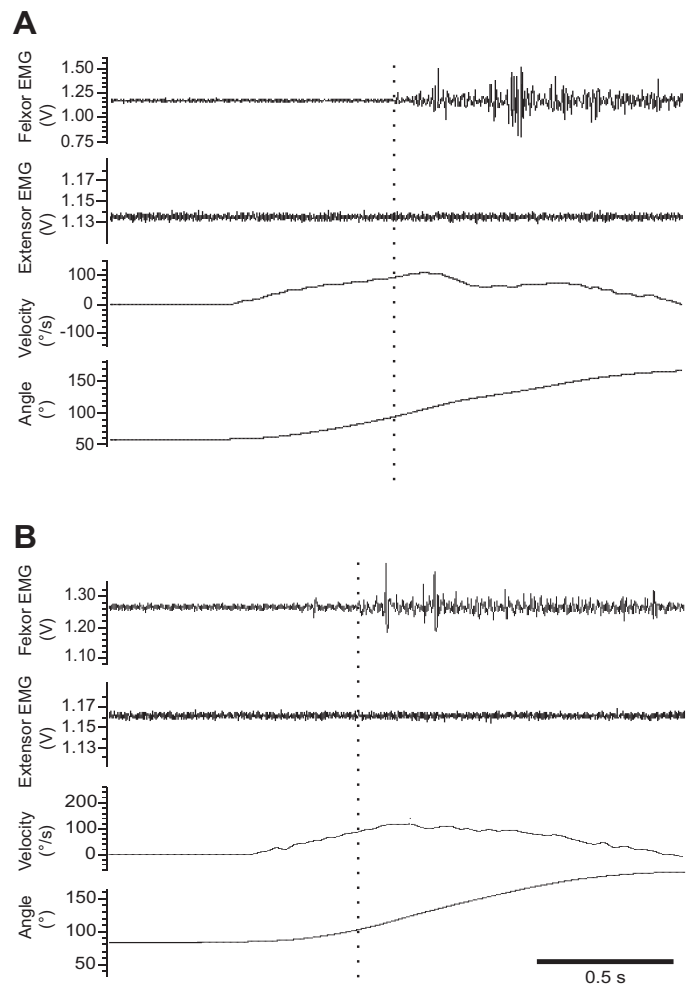 A
Felxor EMG
(V)
1.50
1.25
1.00
0.75
Extensor EMG
(V)
1.17
1.15
1.13
Velocity
(°/s)
100
0
-100
Angle
(°)
150
100
50
B
Felxor EMG
(V)
1.30
1.20
1.10
Extensor EMG
(V)
1.17
1.15
1.13
Velocity
(°/s)
200
100
0
Angle
(°)
150
100
50
0.5 s